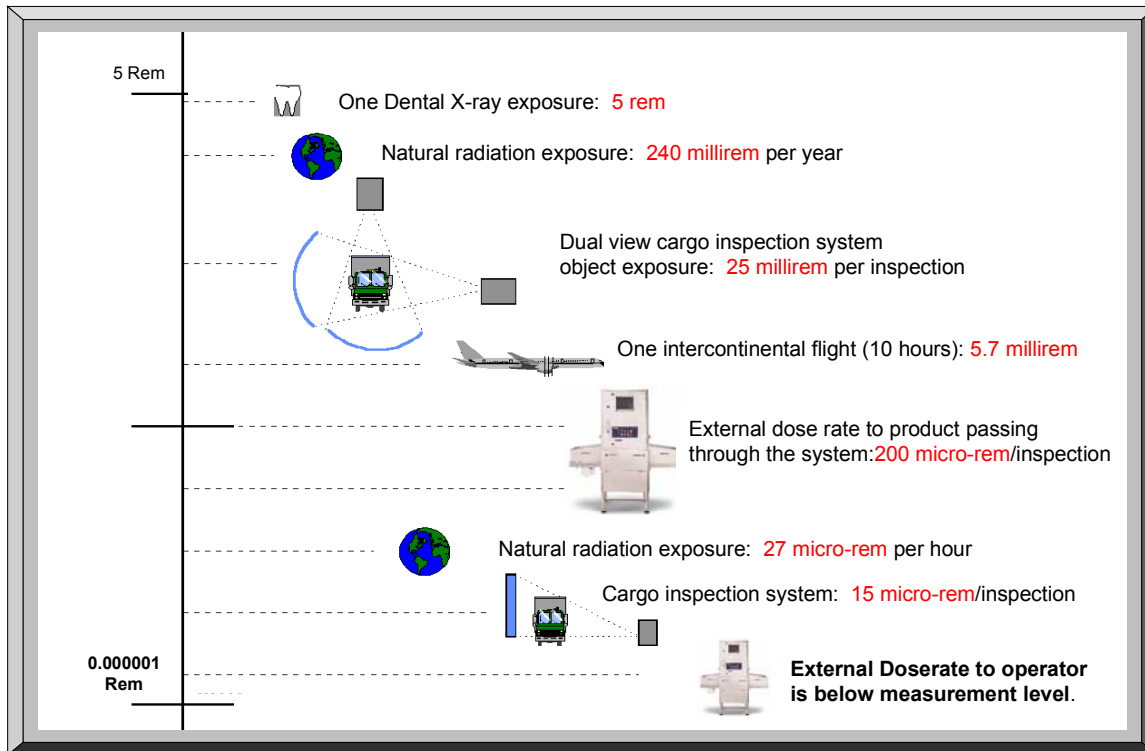 5 Rem
One Dental X-ray exposure: 5 rem
Natural radiation exposure: 240 millirem per year
Dual view cargo inspection system
object exposure: 25 millirem per inspection
One intercontinental flight (10 hours): 5.7 millirem
External dose rate to product passing
through the system:200 micro-rem/inspection
Natural radiation exposure: 27 micro-rem per hour
Cargo inspection system: 15 micro-rem/inspection
0.000001
Rem
External Doserate to operator
is below measurement level.